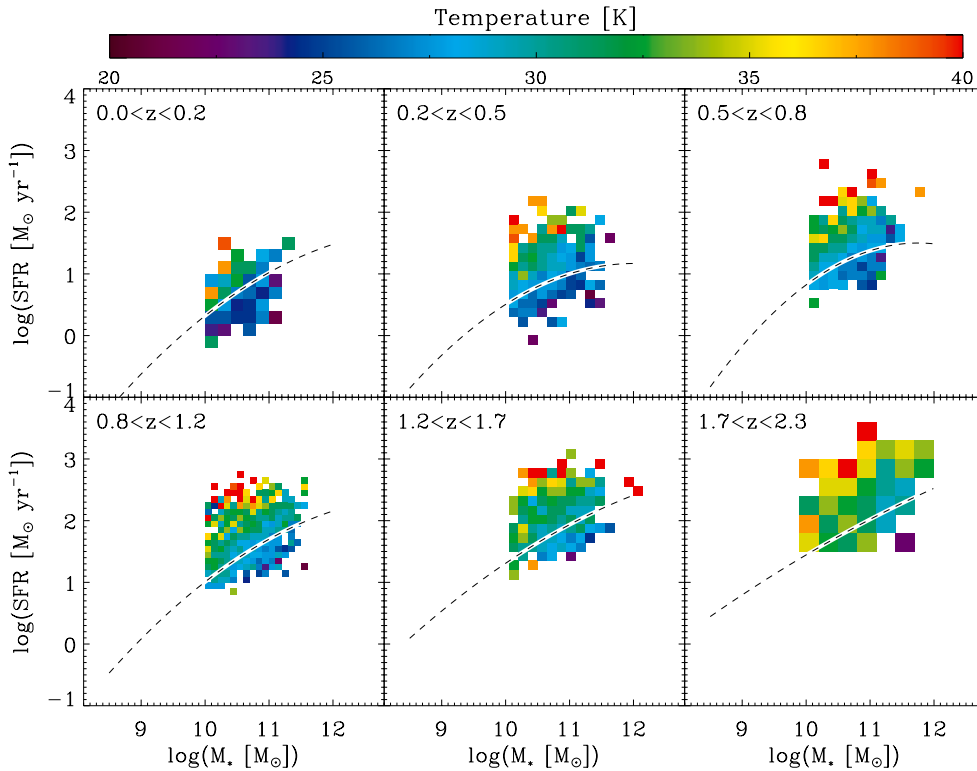 Temperature [K]
20 25 30 35 40
0.0<z<0.2 0.2<z<0.5 0.5<z<0.8
4
3
2
1
0
−1
log(SFR [M⊙ yr⁻¹])
0.8<z<1.2 1.2<z<1.7 1.7<z<2.3
4
3
2
1
0
−1
log(SFR [M⊙ yr⁻¹])
9 10 11 12 9 10 11 12 9 10 11 12
log(M* [M⊙]) log(M* [M⊙]) log(M* [M⊙])